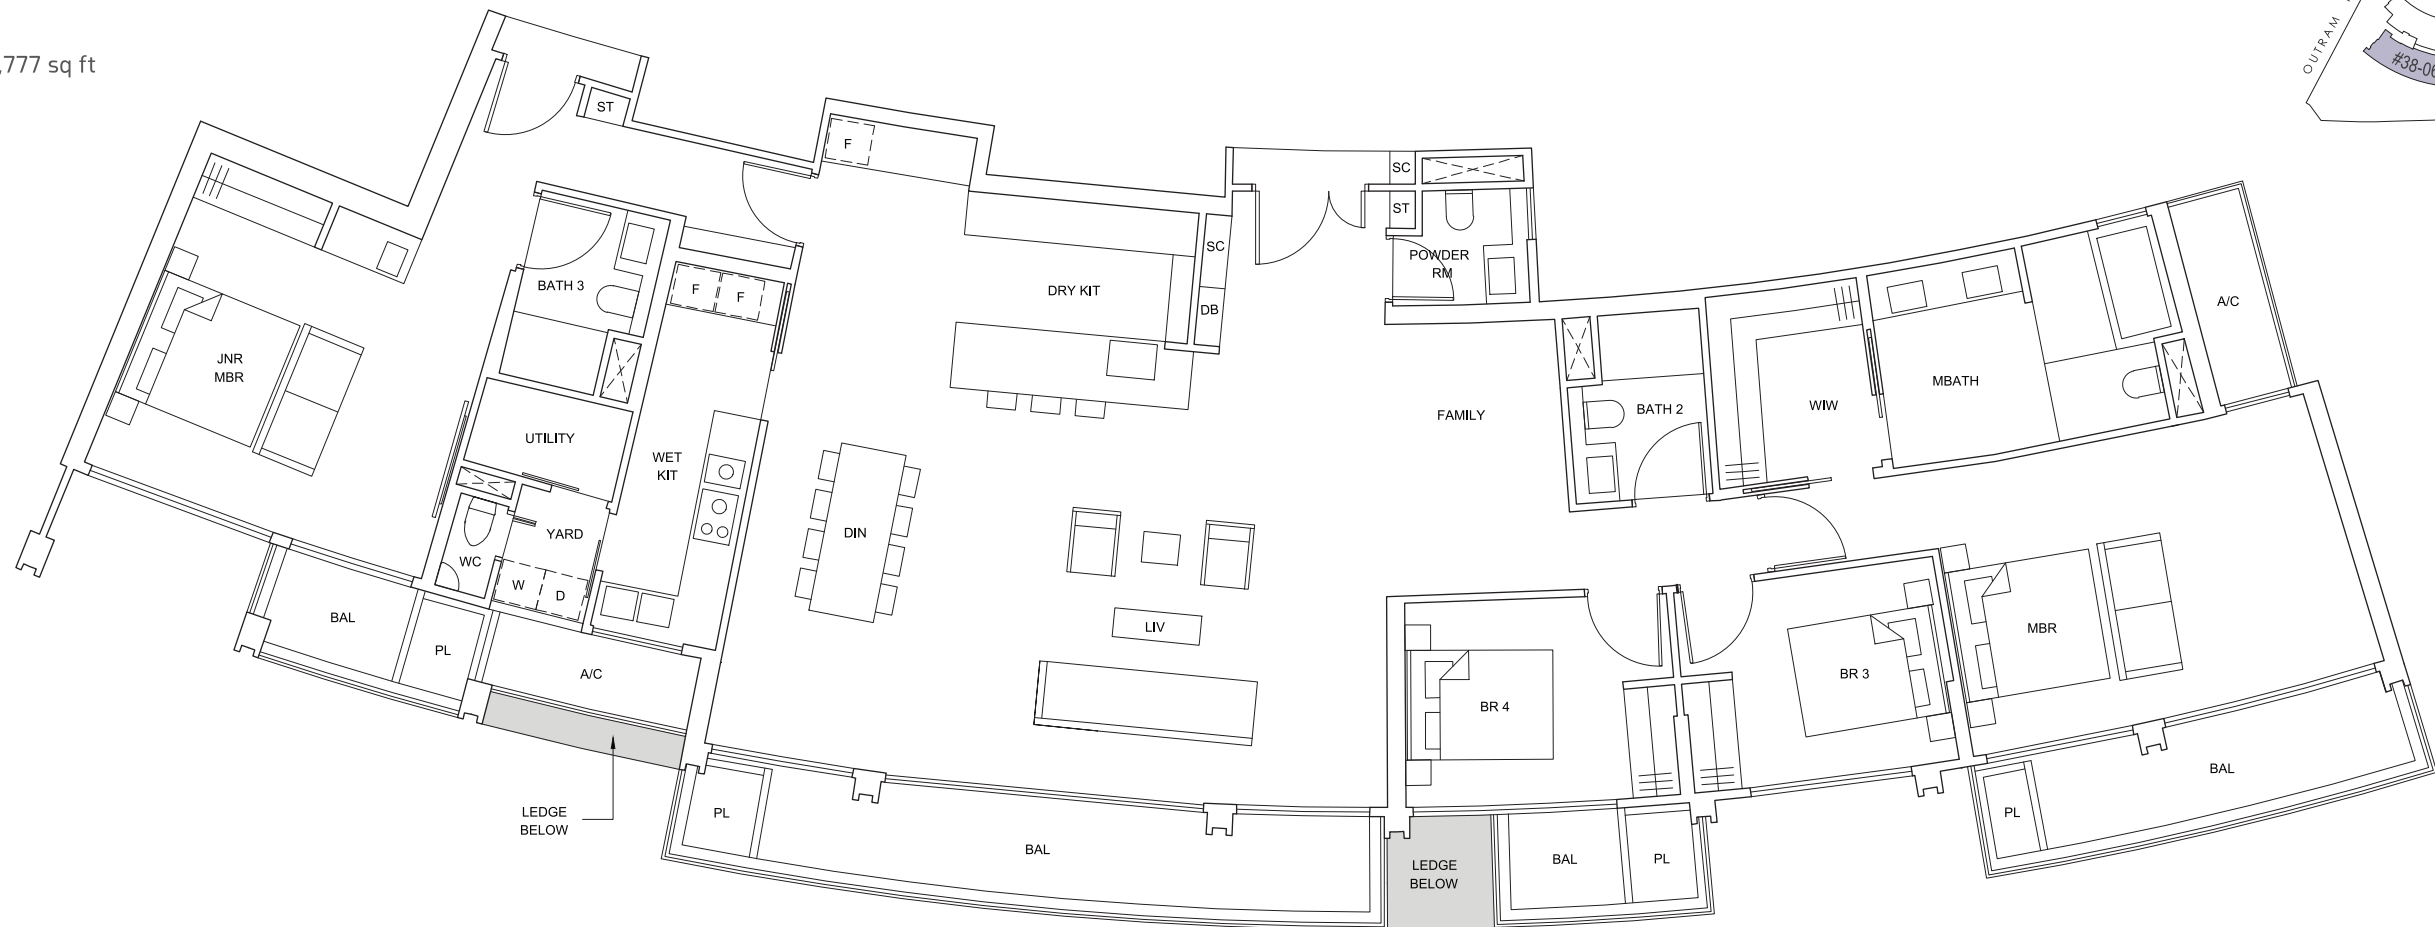 ,777 sq ft
OUTRAM
#38-06
ST
F
SC
ST
POWDER
RM
SC
DB
BATH 3
F
F
DRY KIT
A/C
JNR
MBR
MBATH
WIW
FAMILY
BATH 2
UTILITY
WET
KIT
YARD
DIN
WC
W
D
BAL
PL
LIV
MBR
A/C
BR 3
BR 4
BAL
LEDGE
BELOW
PL
PL
BAL
BAL
PL
LEDGE
BELOW